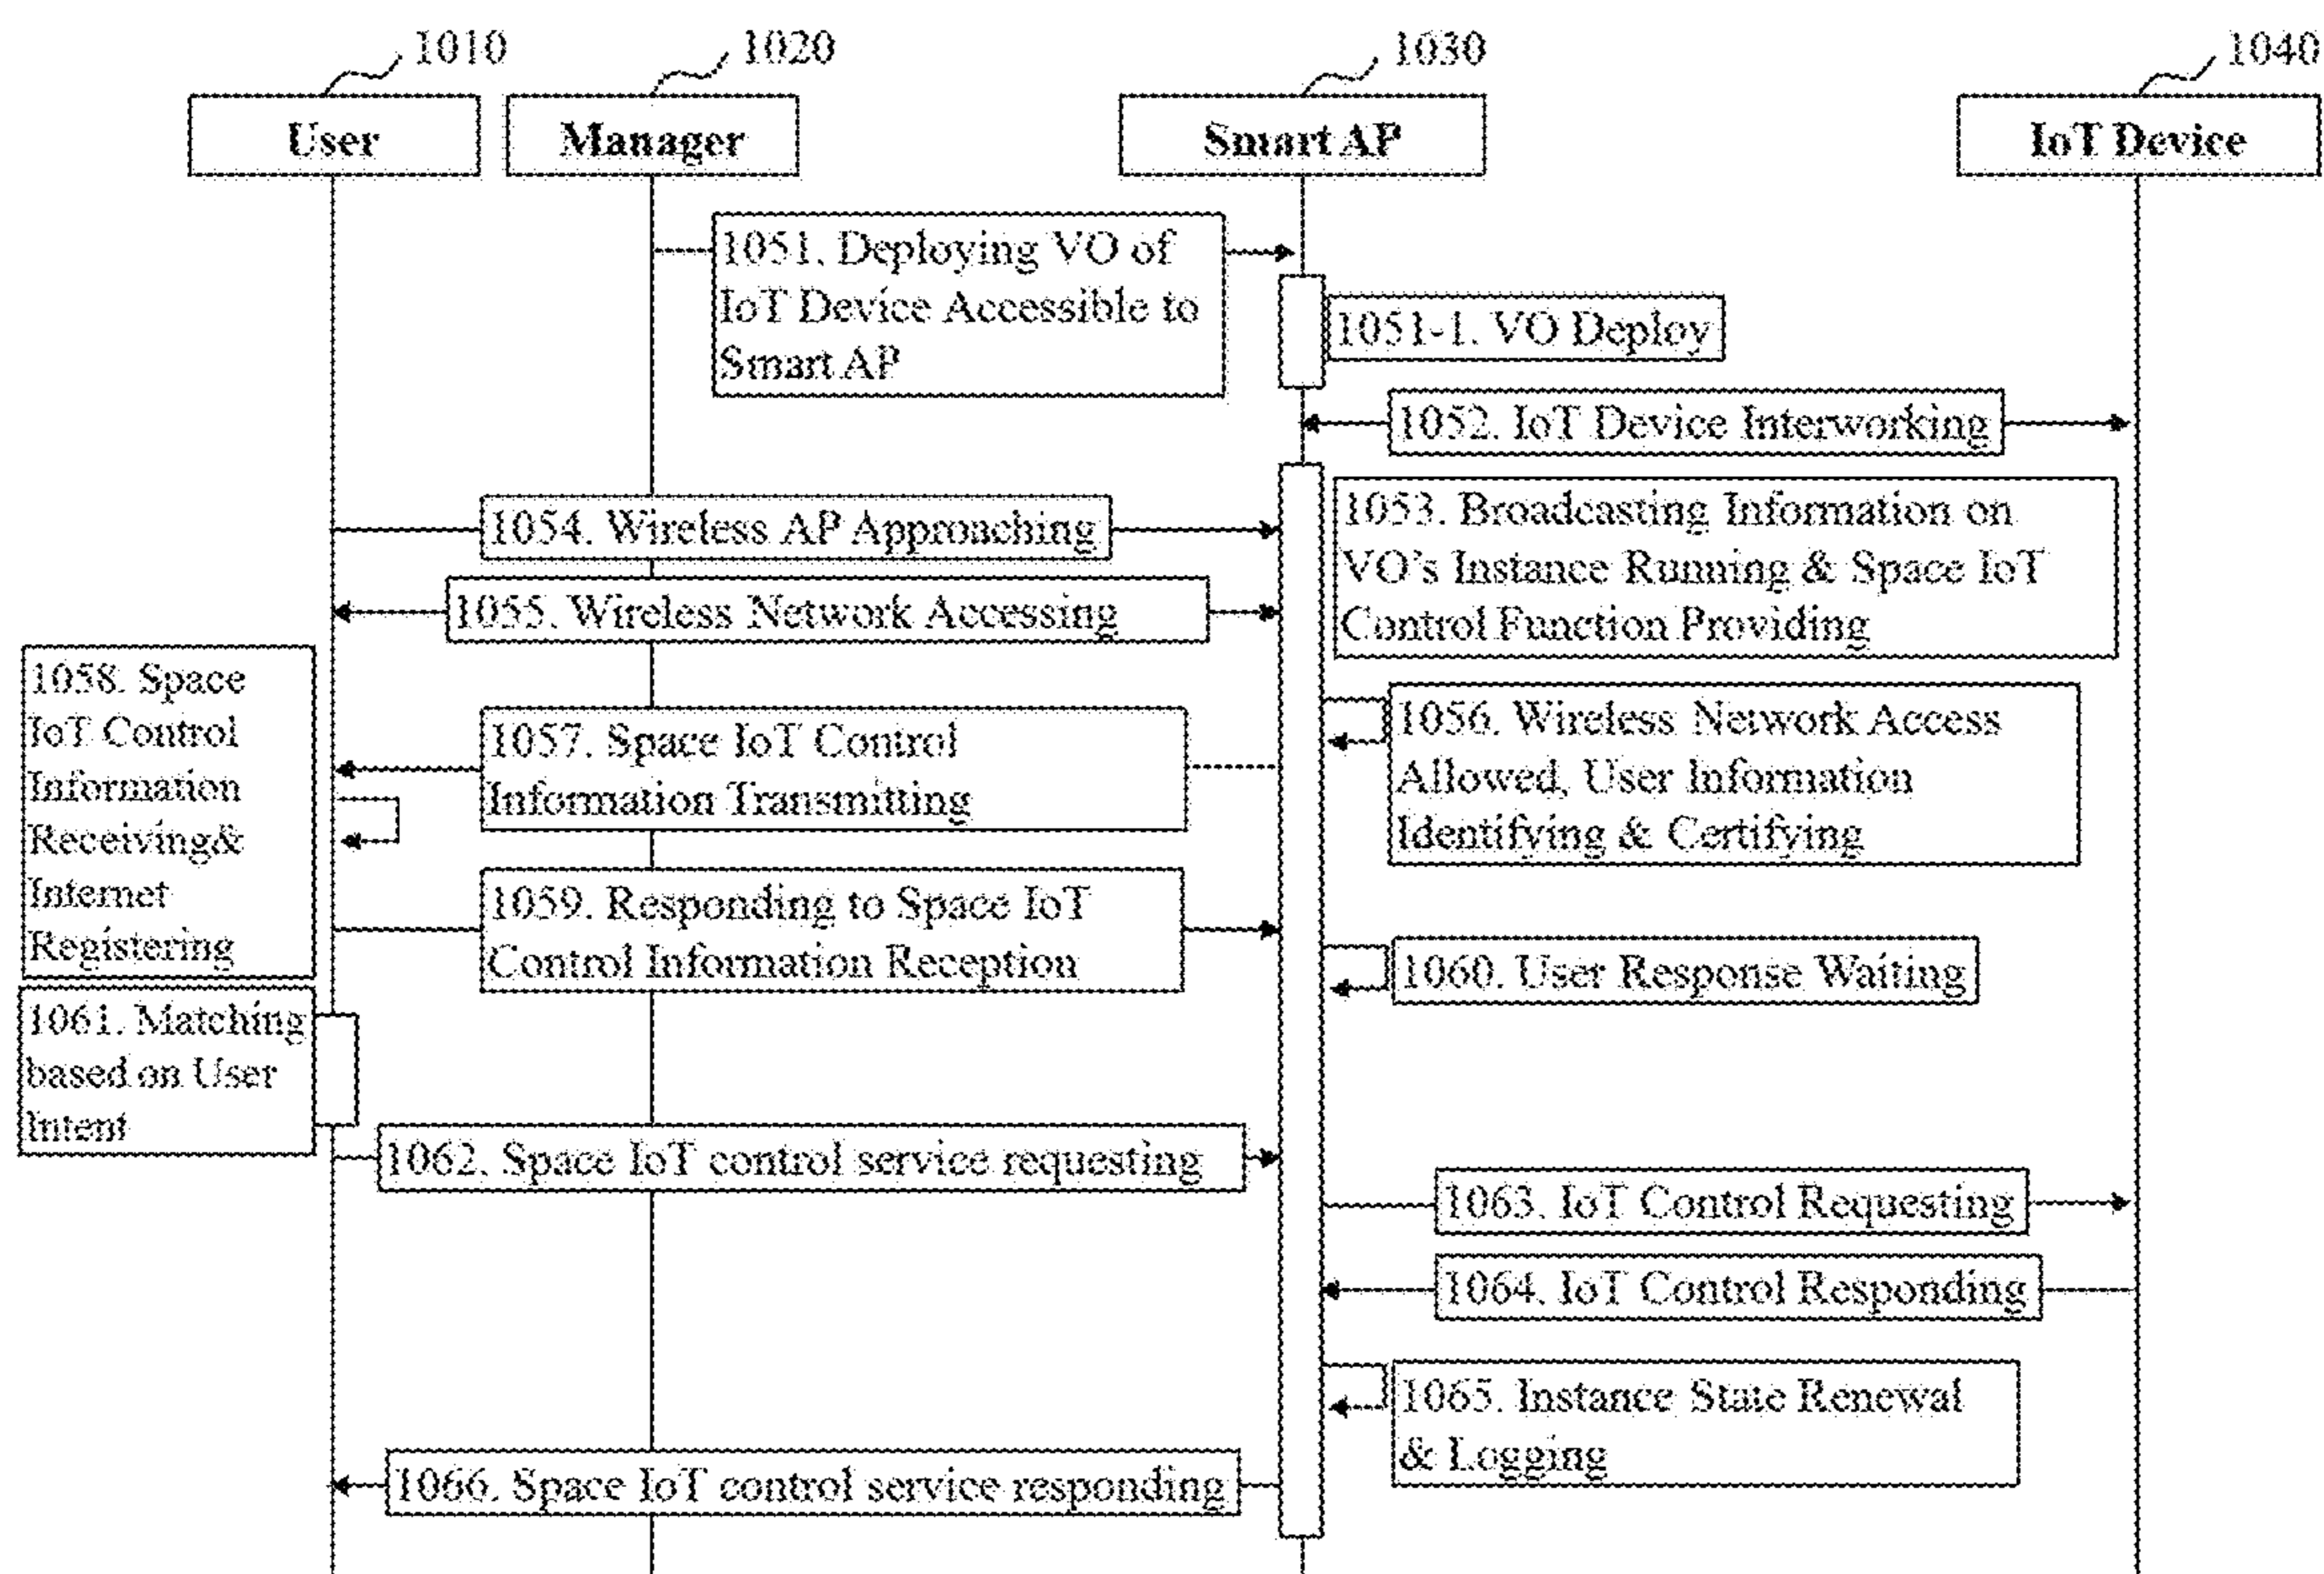 1010
1020
1030
1040
User
Manager
Smart AP
IoT Device
1051. Deploying VO of
IoT Device Accessible to
Smart AP
1051-1. VO Deploy
1052. IoT Device Interworking
1053. Broadcasting Information on
VO's Instance Running & Space IoT
Control Function Providing
1054. Wireless AP Approaching
1055. Wireless Network Accessing
1056. Wireless Network Access
Allowed, User Information
Identifying & Certifying
1057. Space IoT Control
Information Transmitting
1058. Space
IoT Control
Information
Receiving&
Internet
Registering
1059. Responding to Space IoT
Control Information Reception
1060. User Response Waiting
1061. Matching
based on User
Intent
1062. Space IoT control service requesting
1063. IoT Control Requesting
1064. IoT Control Responding
1065. Instance State Renewal
& Logging
1066. Space IoT control service responding